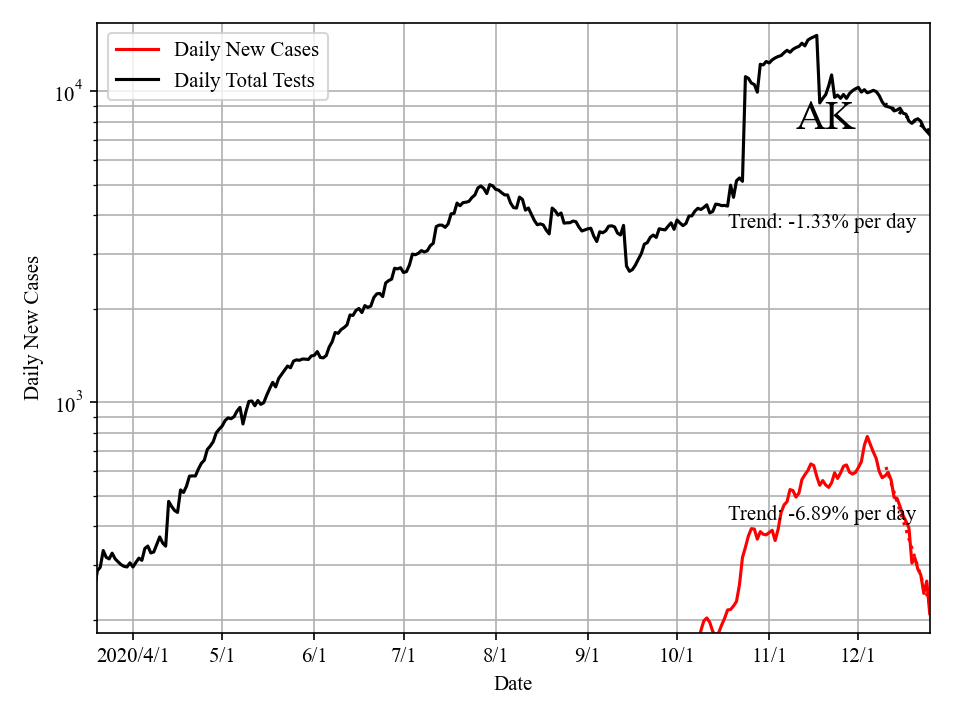 Daily New Cases
Daily Total Tests
10^4
AK
Trend: -1.33% per day
Daily New Cases
10^3
Trend: -6.89% per day
2020/4/1 5/1 6/1 7/1 8/1 9/1 10/1 11/1 12/1
Date